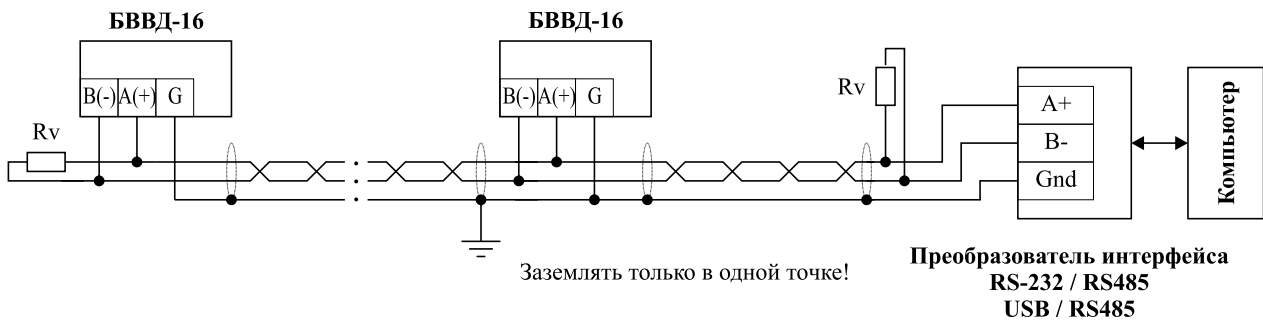 БВВД-16
БВВД-16
B(-) A(+) G
B(-) A(+) G
Rv
Rv
A+
B-
Gnd
Компьютер
Заземлять только в одной точке!
Преобразователь интерфейса
RS-232 / RS485
USB / RS485